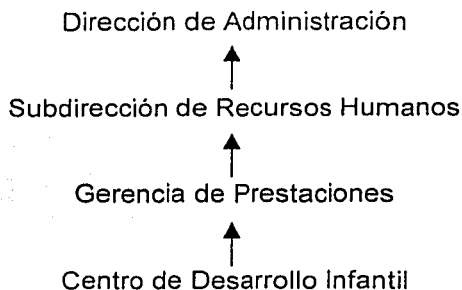 Dirección de Administración
Subdirección de Recursos Humanos
Gerencia de Prestaciones
Centro de Desarrollo Infantil